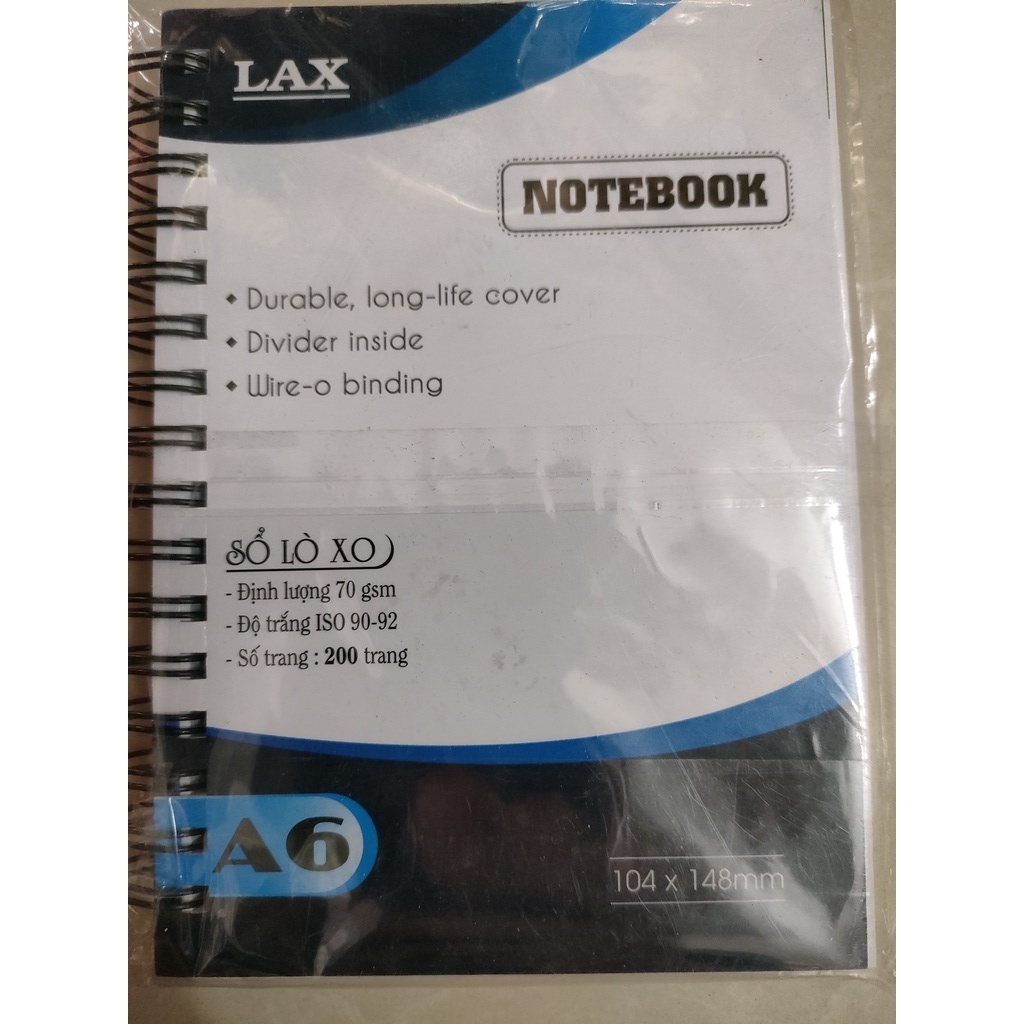 LAX
NOTEBOOK
◆ Durable, long-life cover
◆ Divider inside
◆ Wire-o binding
SỔ LÒ XO
- Định lượng 70 gsm
- Độ trắng ISO 90-92
- Số trang : 200 trang
A6
104 x 148mm